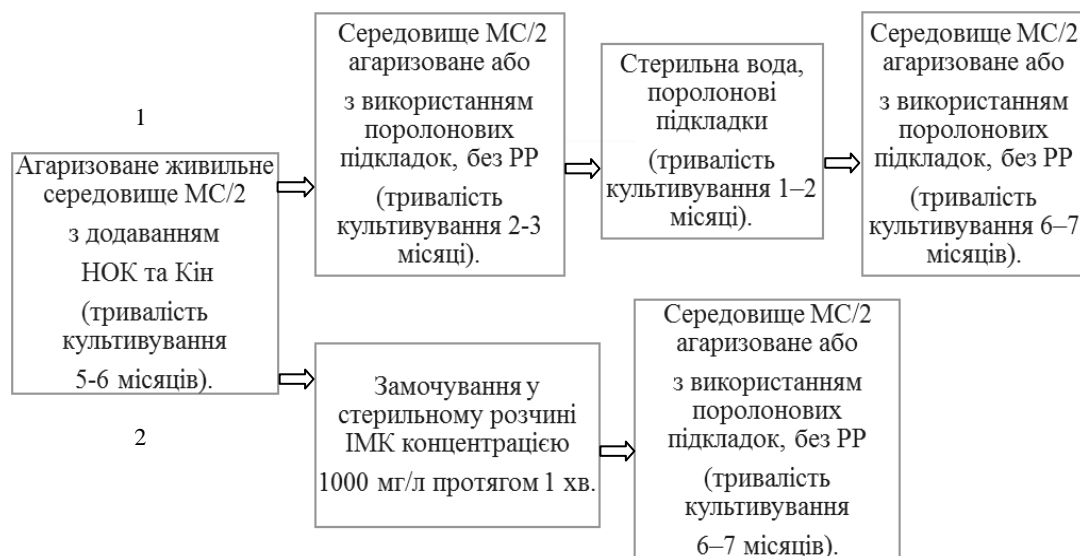 1
Агаризоване живильне
середовище МС/2
з додаванням
НОК та Кін
(тривалість
культивування
5-6 місяців).
Середовище МС/2
агаризоване або
з використанням
поролонових
підкладок, без РР
(тривалість
культивування 2-3
місяці).
Стерильна вода,
поролонові
підкладки
(тривалість
культивування 1–2
місяці).
Середовище МС/2
агаризоване або
з використанням
поролонових
підкладок, без РР
(тривалість
культивування 6–7
місяців).
2
Замочування у
стерильному розчині
ІМК концентрацією
1000 мг/л протягом 1 хв.
Середовище МС/2
агаризоване або
з використанням
поролонових
підкладок, без РР
(тривалість
культивування
6–7 місяців).